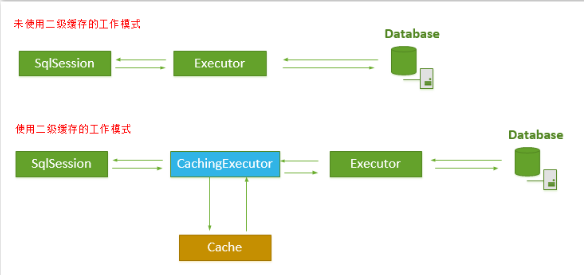 未使用二级缓存的工作模式
Database
SqlSession
Executor
使用二级缓存的工作模式
Database
SqlSession
CachingExecutor
Executor
Cache